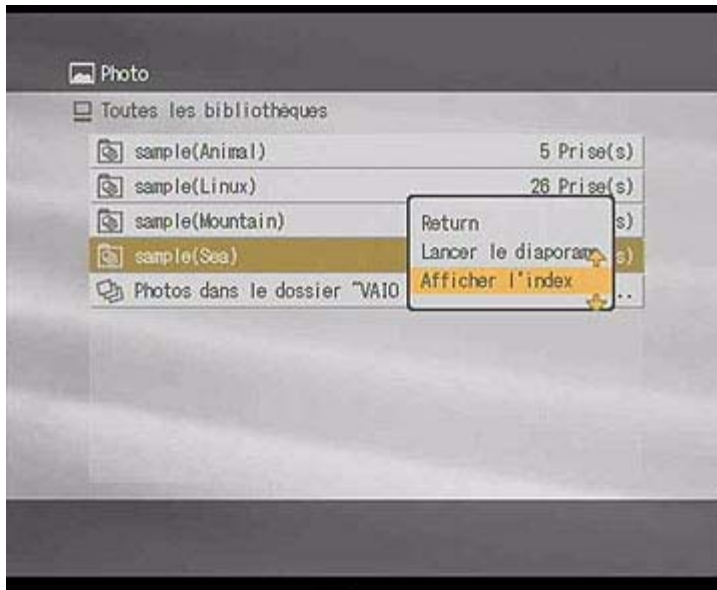 Photo
Toutes les bibliothèques
sample(Animal) 5 Prise(s)
sample(Linux) 26 Prise(s)
sample(Mountain) s)
sample(Sea) s)
Photos dans le dossier "VAIO ..
Return
Lancer le diaporam
Afficher l'index